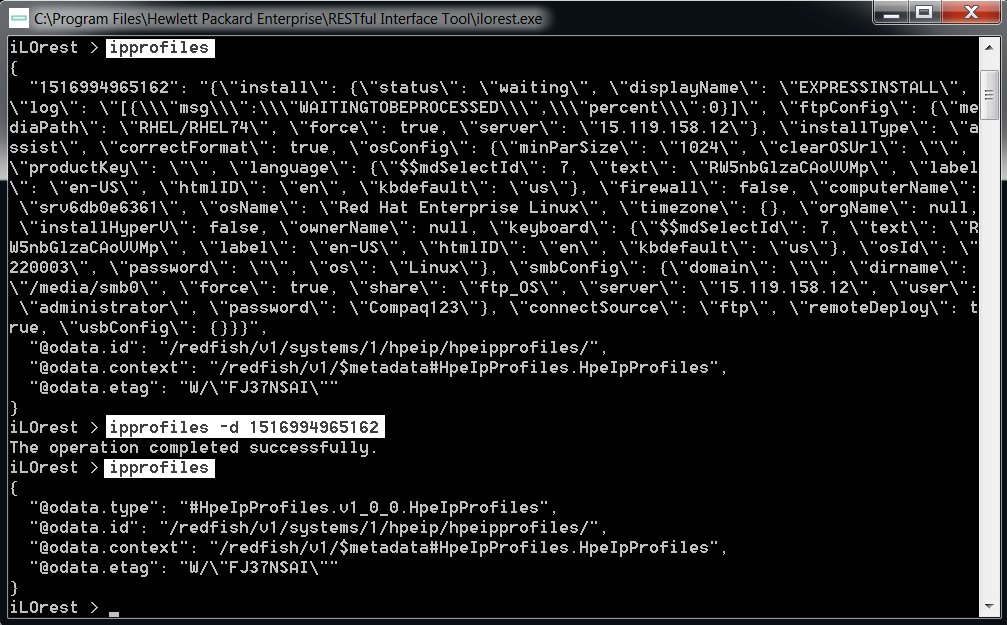 C:\Program Files\Hewlett Packard Enterprise\RESTful Interface Tool\ilorest.exe
iLOrest > ipprofiles
{
  "1516994965162": "{\"install\": {\"status\": \"waiting\", \"displayName\": \"EXPRESSINSTALL\",
\"log\": \"[{\\\"msg\\\":\\\"WAITINGTOBEPROCESSED\\\",\\\"percent\\\":0}]\", \"ftpConfig\": {\"me
diaPath\": \"RHEL/RHEL74\", \"force\": true, \"server\": \"15.119.158.12\"}, \"installType\": \"a
ssist\", \"correctFormat\": true, \"osConfig\": {\"minParSize\": \"1024\", \"clearOSUrl\": \"\",
\"productKey\": \"\", \"language\": {\"$$mdSelectId\": 7, \"text\": \"RW5nbGlzaCAoVVMp\", \"label
\": \"en-US\", \"htmlID\": \"en\", \"kbdefault\": \"us\"}, \"firewall\": false, \"computerName\":
 \"srv6db0e6361\", \"osName\": \"Red Hat Enterprise Linux\", \"timezone\": {}, \"orgName\": null,
 \"installHyperV\": false, \"ownerName\": null, \"keyboard\": {\"$$mdSelectId\": 7, \"text\": \"R
W5nbGlzaCAoVVMp\", \"label\": \"en-US\", \"htmlID\": \"en\", \"kbdefault\": \"us\"}, \"osId\": \"
220003\", \"password\": \"\", \"os\": \"Linux\"}, \"smbConfig\": {\"domain\": \"\", \"dirname\":
\"/media/smb0\", \"force\": true, \"share\": \"ftp_OS\", \"server\": \"15.119.158.12\", \"user\":
 \"administrator\", \"password\": \"Compaq123\"}, \"connectSource\": \"ftp\", \"remoteDeploy\": t
rue, \"usbConfig\": {}}}",
  "@odata.id": "/redfish/v1/systems/1/hpeip/hpeipprofiles/",
  "@odata.context": "/redfish/v1/$metadata#HpeIpProfiles.HpeIpProfiles",
  "@odata.etag": "W/\"FJ37NSAI\""
}
iLOrest > ipprofiles -d 1516994965162
The operation completed successfully.
iLOrest > ipprofiles
{
  "@odata.type": "#HpeIpProfiles.v1_0_0.HpeIpProfiles",
  "@odata.id": "/redfish/v1/systems/1/hpeip/hpeipprofiles/",
  "@odata.context": "/redfish/v1/$metadata#HpeIpProfiles.HpeIpProfiles",
  "@odata.etag": "W/\"FJ37NSAI\""
}
iLOrest > _